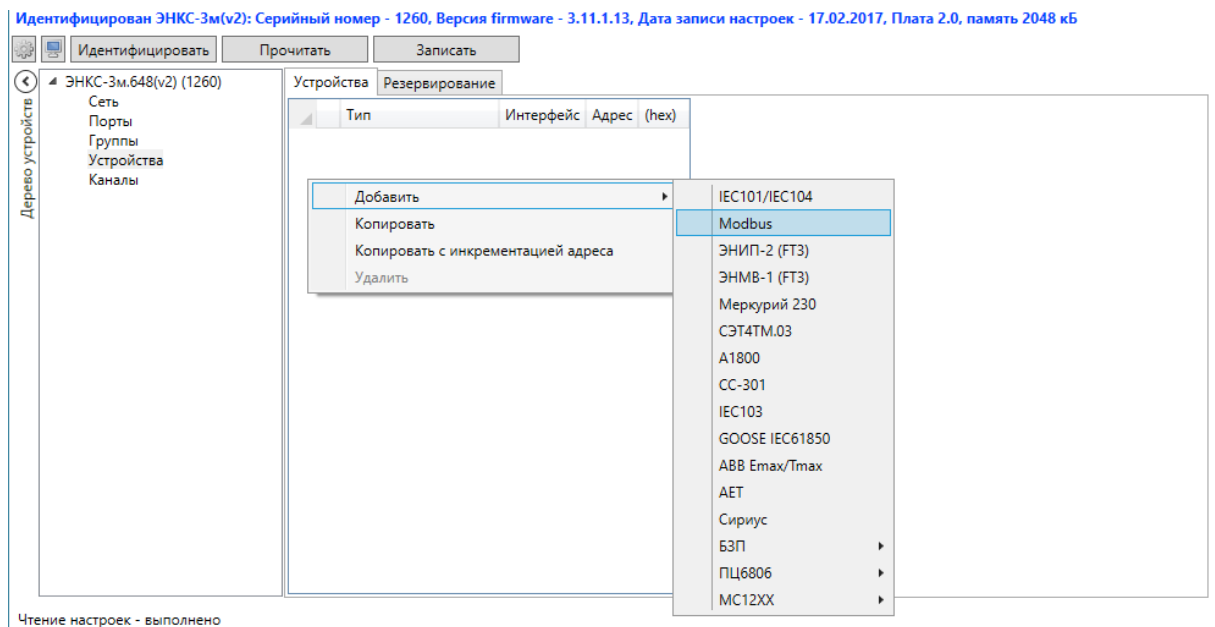 Идентифицирован ЭНКС-3м(v2): Серийный номер - 1260, Версия firmware - 3.11.1.13, Дата записи настроек - 17.02.2017, Плата 2.0, память 2048 кБ
Идентифицировать Прочитать Записать
Дерево устройств
ЭНКС-3м.648(v2) (1260)
Сеть
Порты
Группы
Устройства
Каналы
Устройства Резервирование
Тип Интерфейс Адрес (hex)
Добавить
Копировать
Копировать с инкрементацией адреса
Удалить
IEC101/IEC104
Modbus
ЭНИП-2 (FT3)
ЭНМВ-1 (FT3)
Меркурий 230
СЭТ4ТМ.03
A1800
СС-301
IEC103
GOOSE IEC61850
ABB Emax/Tmax
АЕТ
Сириус
БЗП
ПЦ6806
МС12ХХ
Чтение настроек - выполнено